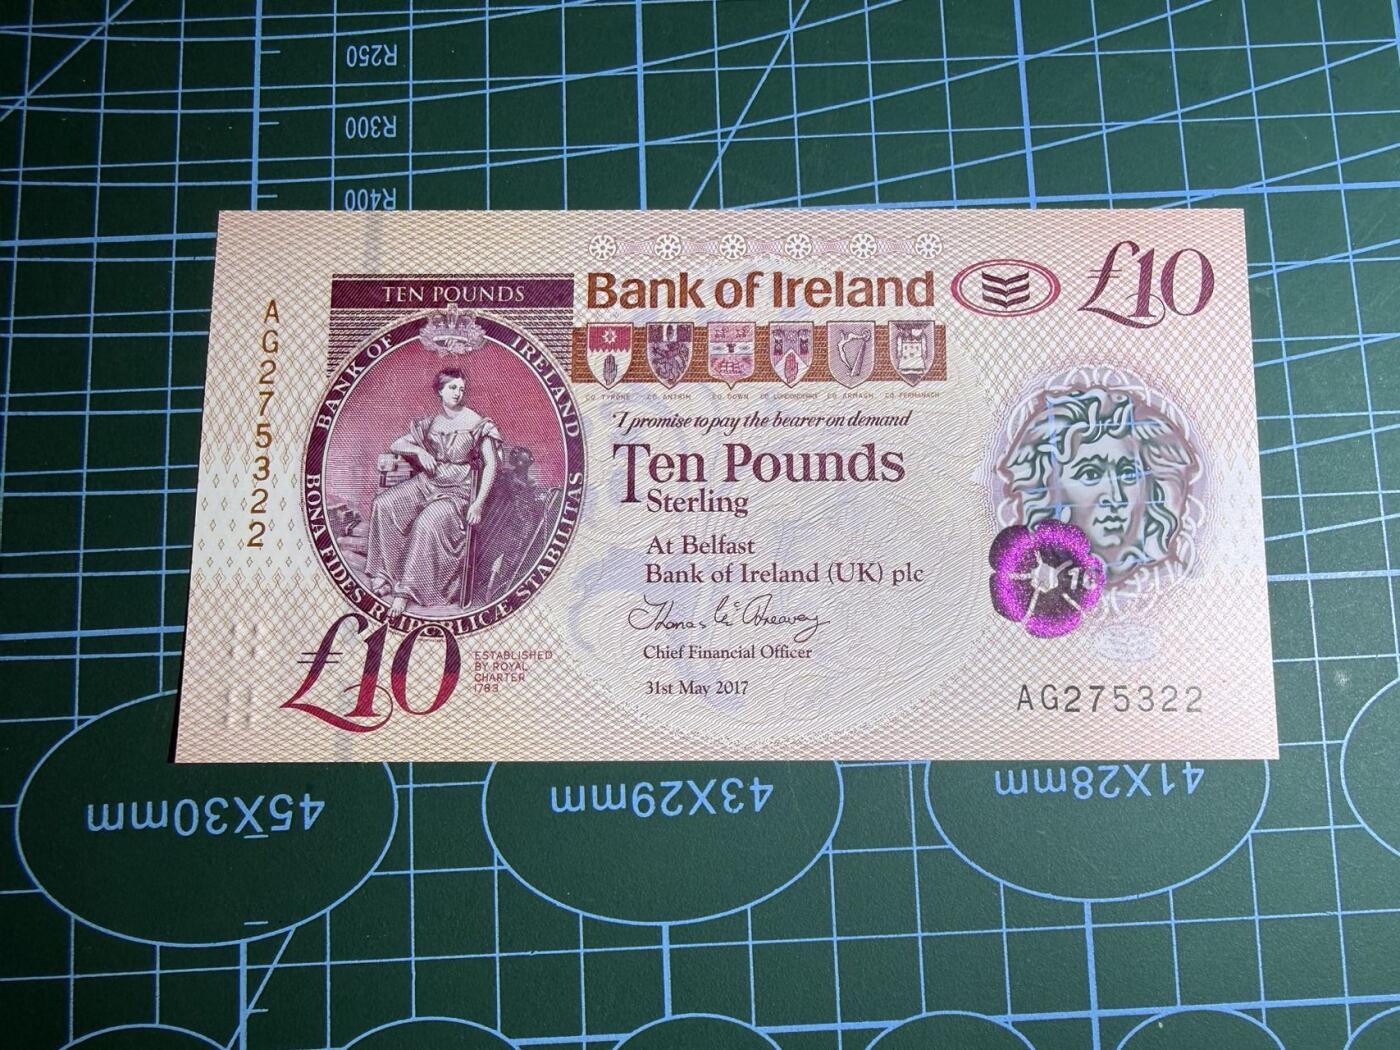 R250
R300
R400
TEN POUNDS
Bank of Ireland
£10
AG275322
BANK OF IRELAND
BONA FIDES REIPUBLICÆ STABILITAS
CO. TYRONE CO. ANTRIM CO. DOWN CO. LONDONDERRY CO. ARMAGH CO. FERMANAGH
I promise to pay the bearer on demand
Ten Pounds
Sterling
At Belfast
Bank of Ireland (UK) plc
Chief Financial Officer
31st May 2017
£10
ESTABLISHED
BY ROYAL
CHARTER
1783
10
AG275322
45X30mm
43X29mm
41X28mm